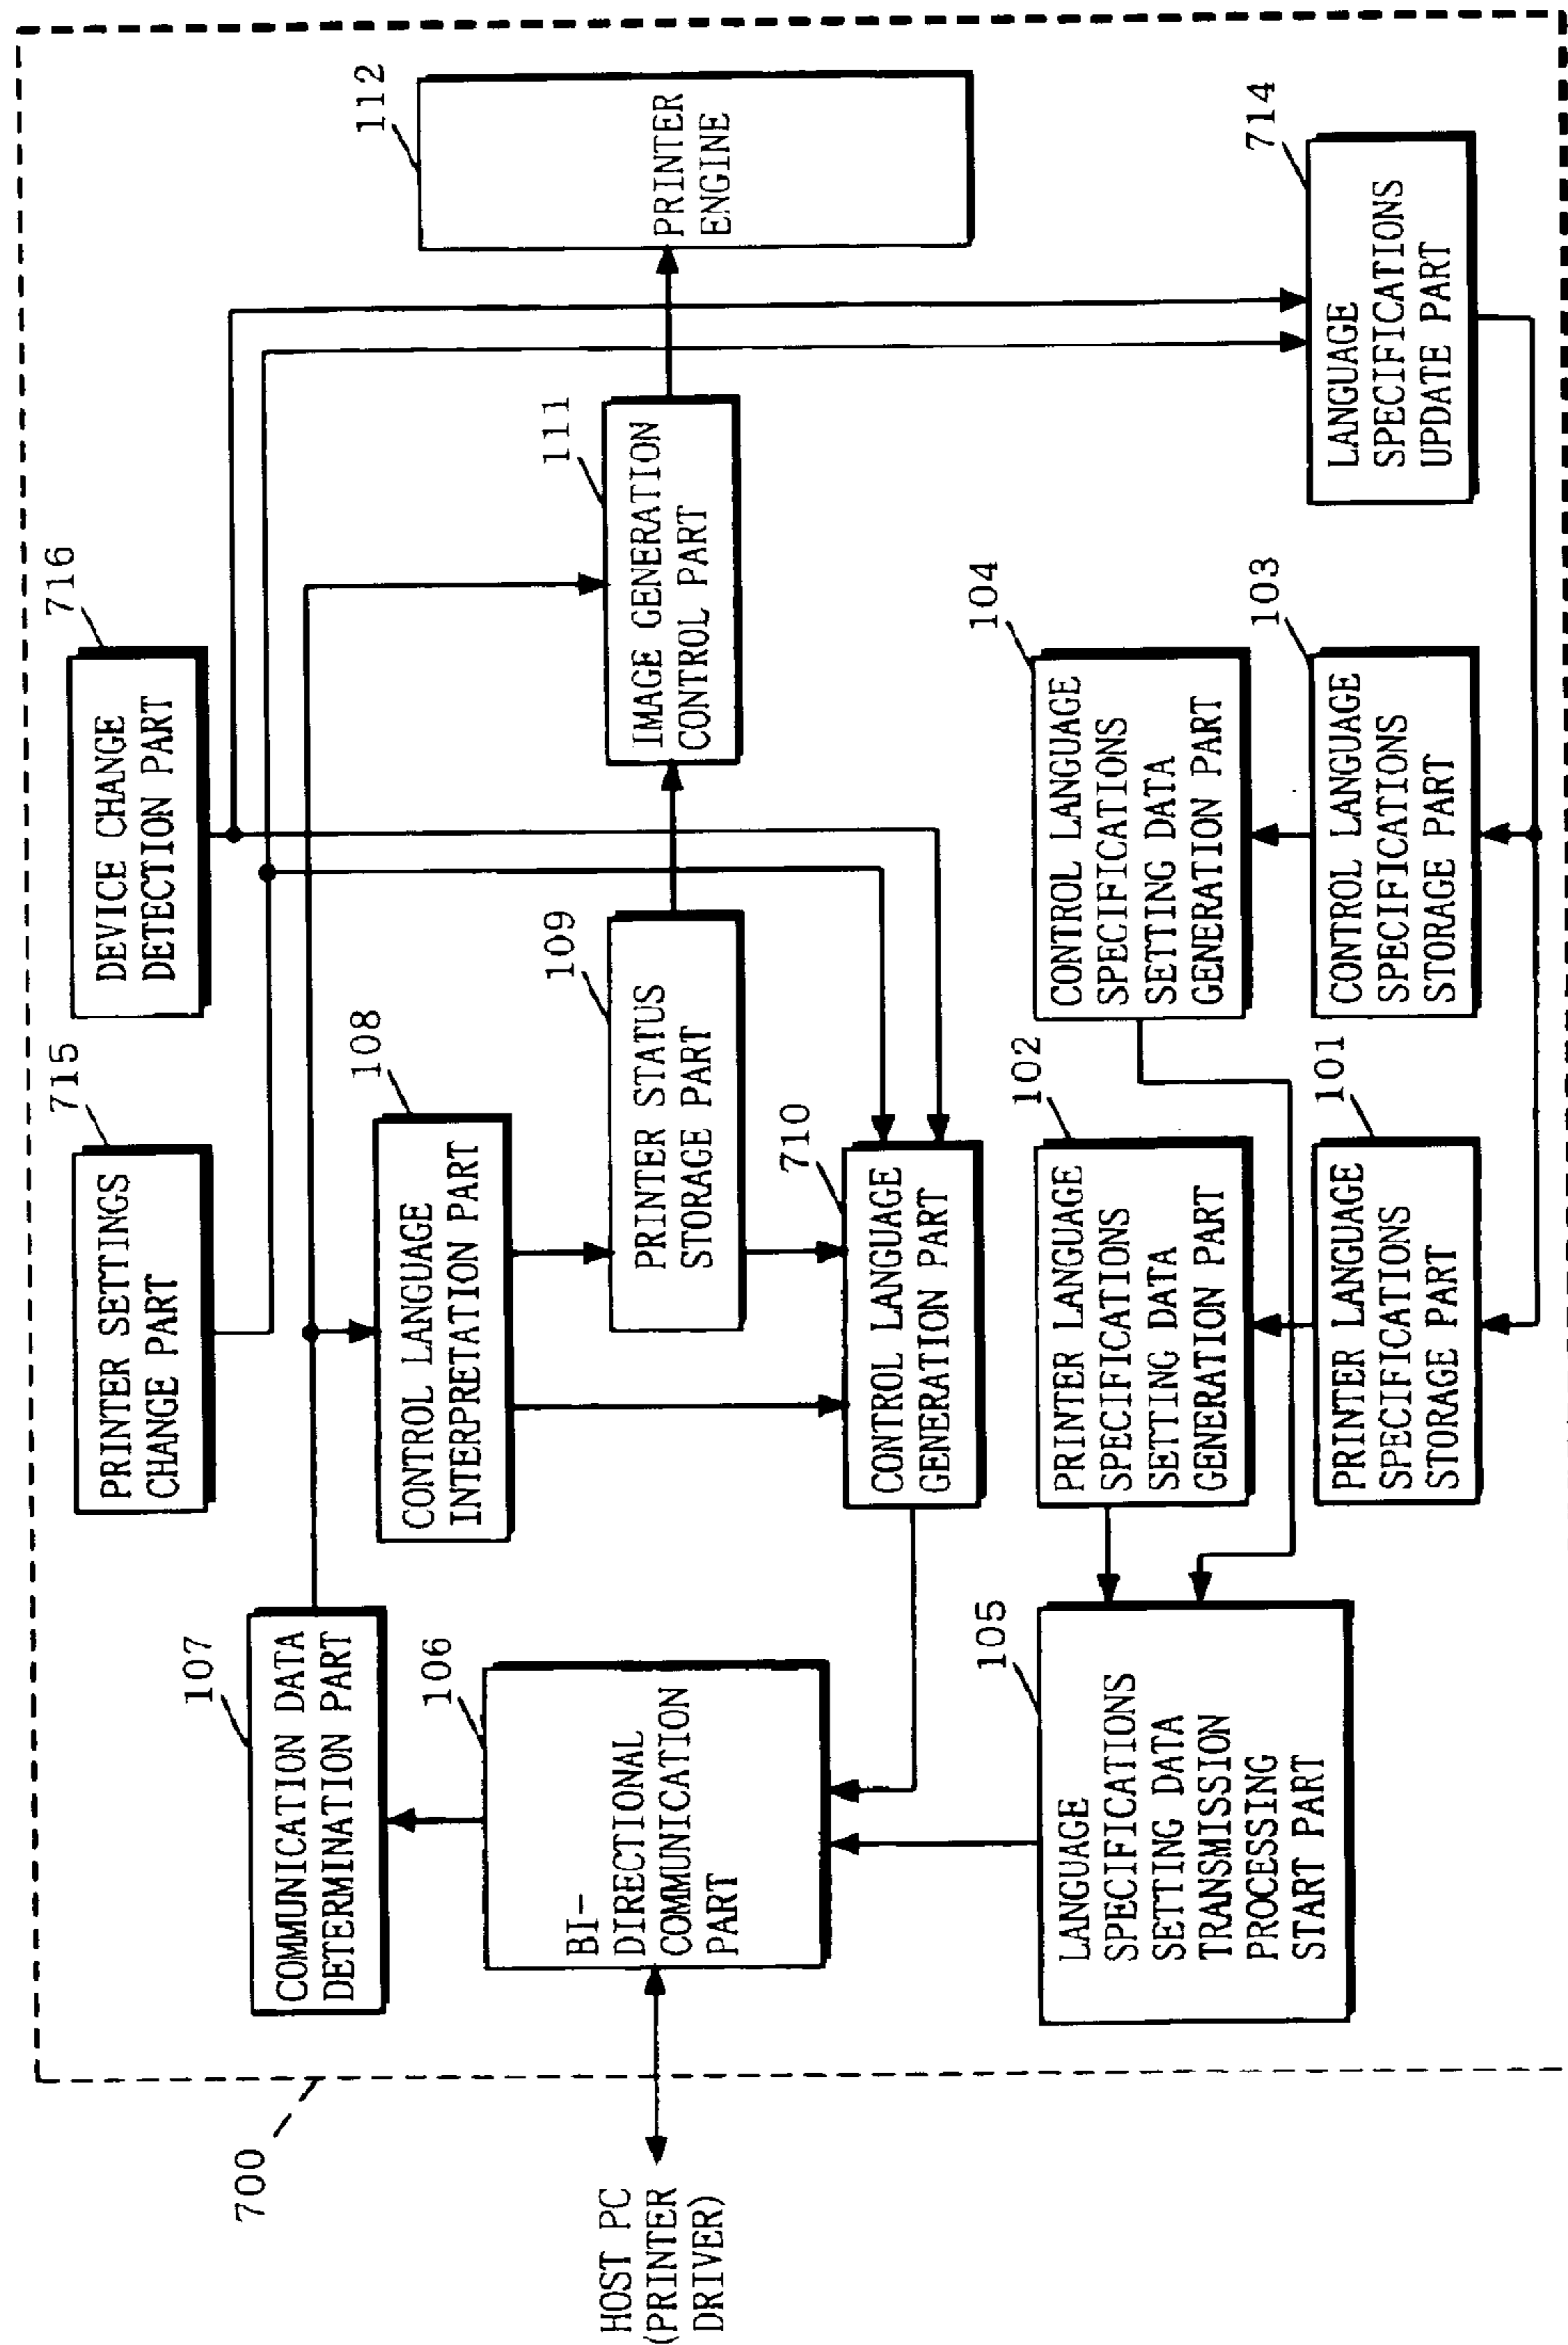 700
HOST PC
(PRINTER
DRIVER)
715
PRINTER SETTINGS
CHANGE PART
716
DEVICE CHANGE
DETECTION PART
107
COMMUNICATION DATA
DETERMINATION PART
108
CONTROL LANGUAGE
INTERPRETATION PART
112
PRINTER
ENGINE
106
BI-
DIRECTIONAL
COMMUNICATION
PART
109
PRINTER STATUS
STORAGE PART
111
IMAGE GENERATION
CONTROL PART
710
CONTROL LANGUAGE
GENERATION PART
105
LANGUAGE
SPECIFICATIONS
SETTING DATA
TRANSMISSION
PROCESSING
START PART
102
PRINTER LANGUAGE
SPECIFICATIONS
SETTING DATA
GENERATION PART
104
CONTROL LANGUAGE
SPECIFICATIONS
SETTING DATA
GENERATION PART
101
PRINTER LANGUAGE
SPECIFICATIONS
STORAGE PART
103
CONTROL LANGUAGE
SPECIFICATIONS
STORAGE PART
714
LANGUAGE
SPECIFICATIONS
UPDATE PART